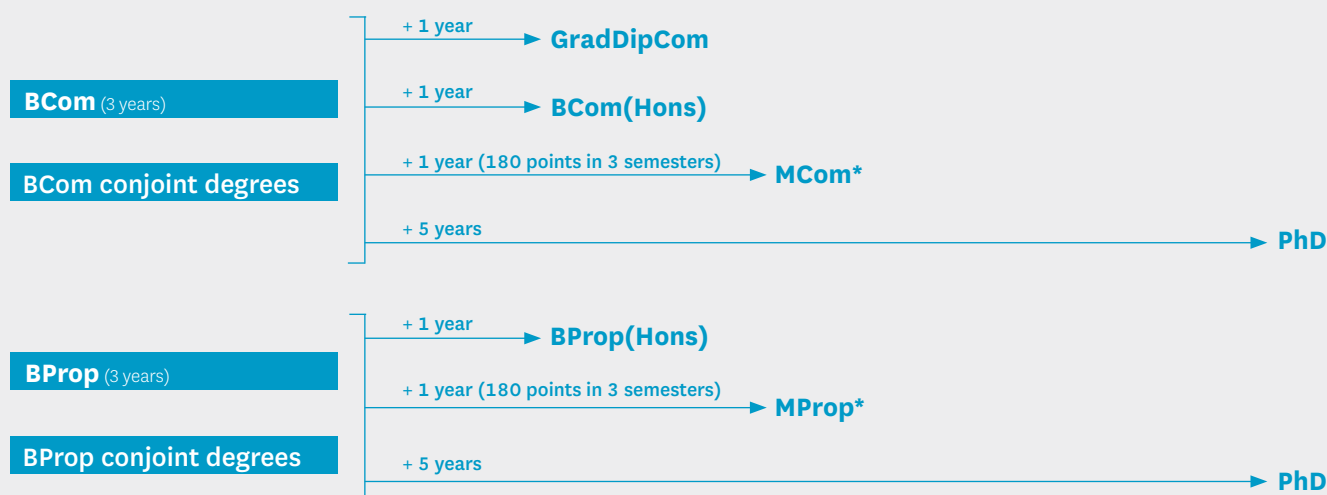 + 1 year
GradDipCom
BCom (3 years)
+ 1 year
BCom(Hons)
BCom conjoint degrees
+ 1 year (180 points in 3 semesters)
MCom*
+ 5 years
PhD
+ 1 year
BProp(Hons)
BProp (3 years)
+ 1 year (180 points in 3 semesters)
MProp*
BProp conjoint degrees
+ 5 years
PhD